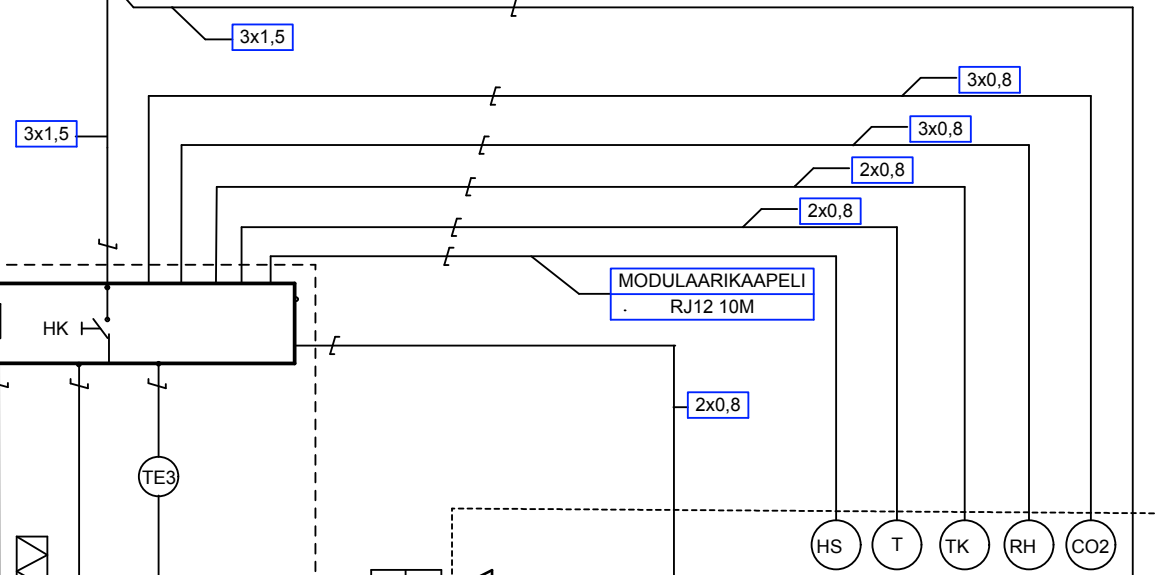 3x1,5
3x0,8
3x1,5
3x0,8
2x0,8
2x0,8
MODULAARIKAAPELI
. RJ12 10M
HK
2x0,8
TE3
HS T TK RH CO2